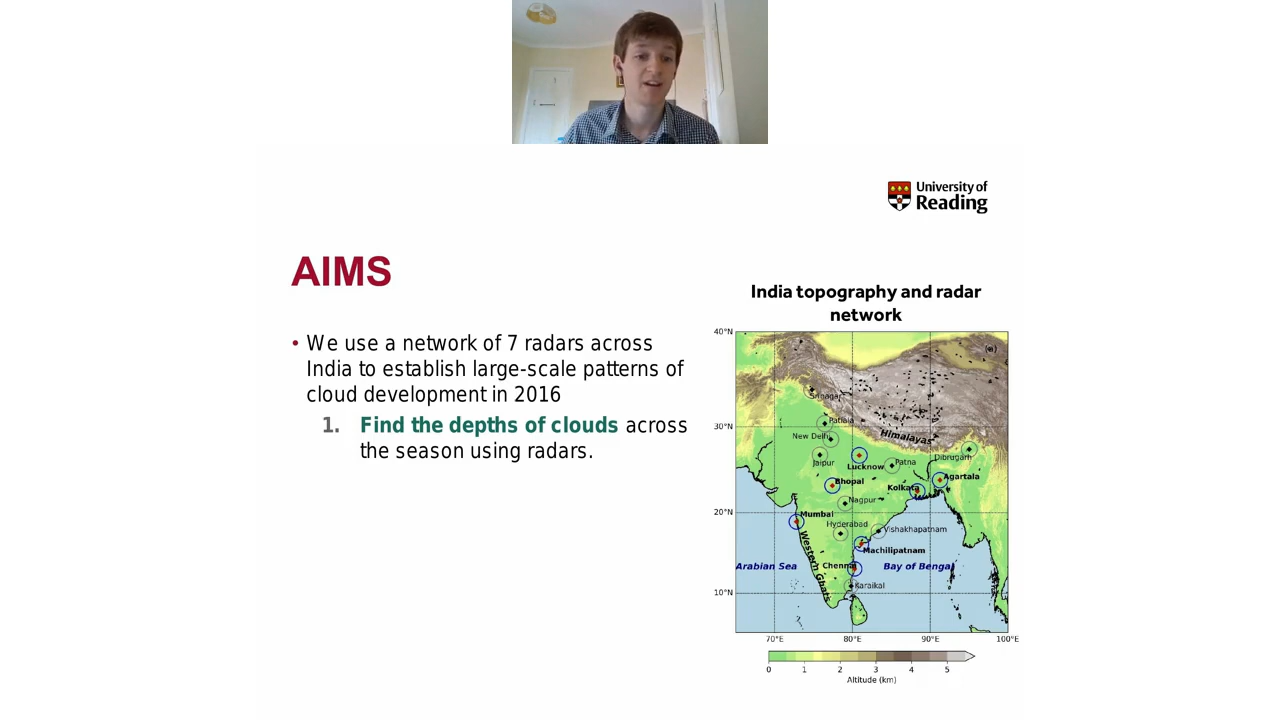 University of
Reading
AIMS
• We use a network of 7 radars across
India to establish large-scale patterns of
cloud development in 2016
1. Find the depths of clouds across
the season using radars.
India topography and radar
network
40°N
(a)
Srinagar
30°N
Patiala
New Delhi
Himalayas
Jaipur
Lucknow
Patna
Dibrugarh
Bhopal
Kolkata
Agartala
Nagpur
20°N
Mumbai
Hyderabad
Vishakhapatnam
Western Ghats
Machilipatnam
Arabian Sea
Chennai
Bay of Bengal
Karaikal
10°N
70°E 80°E 90°E 100°E
0 1 2 3 4 5
Altitude (km)